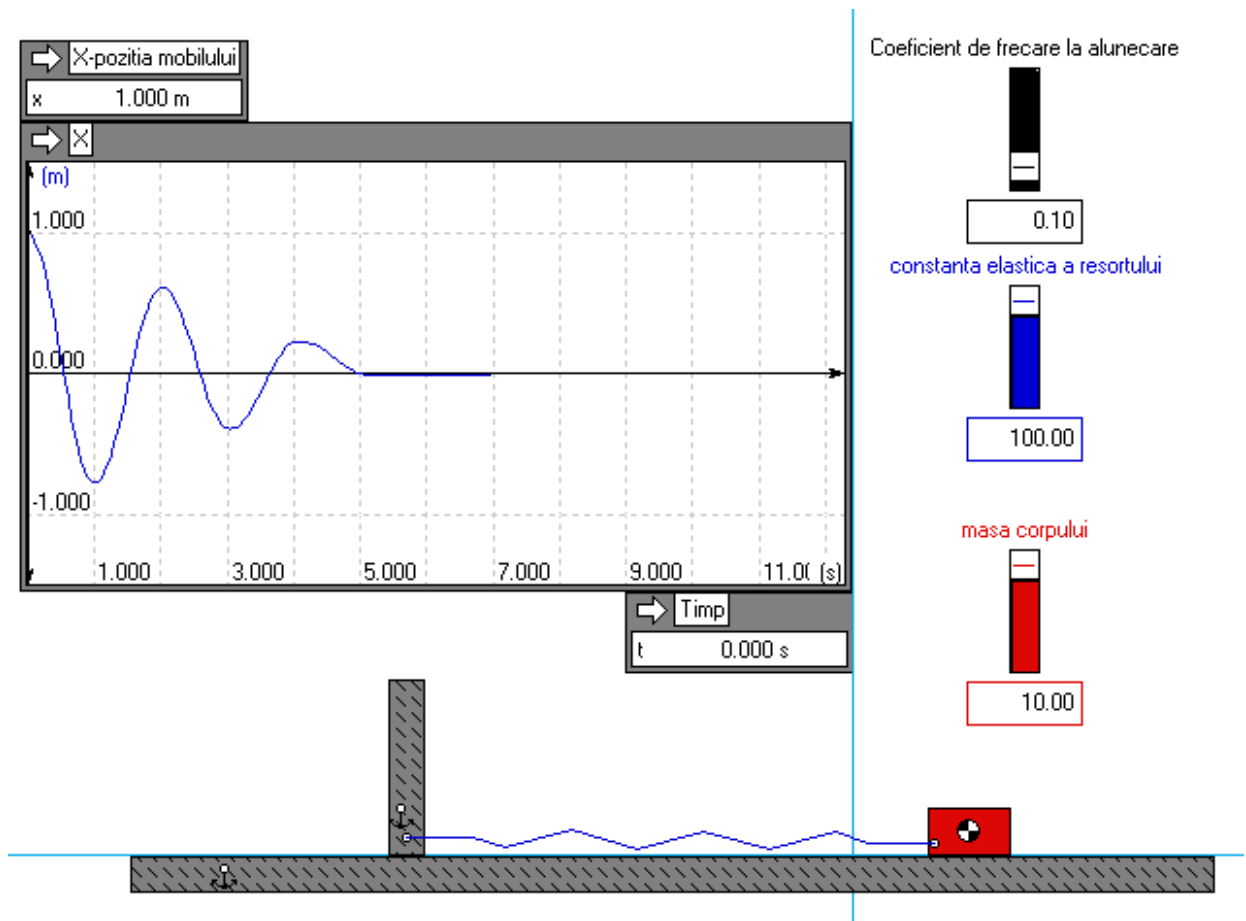 X-pozitia mobilului
x 1.000 m
X
(m)
1.000
0.000
-1.000
1.000 3.000 5.000 7.000 9.000 11.0( (s)
Timp
t 0.000 s
Coeficient de frecare la alunecare
0.10
constanta elastica a resortului
100.00
masa corpului
10.00